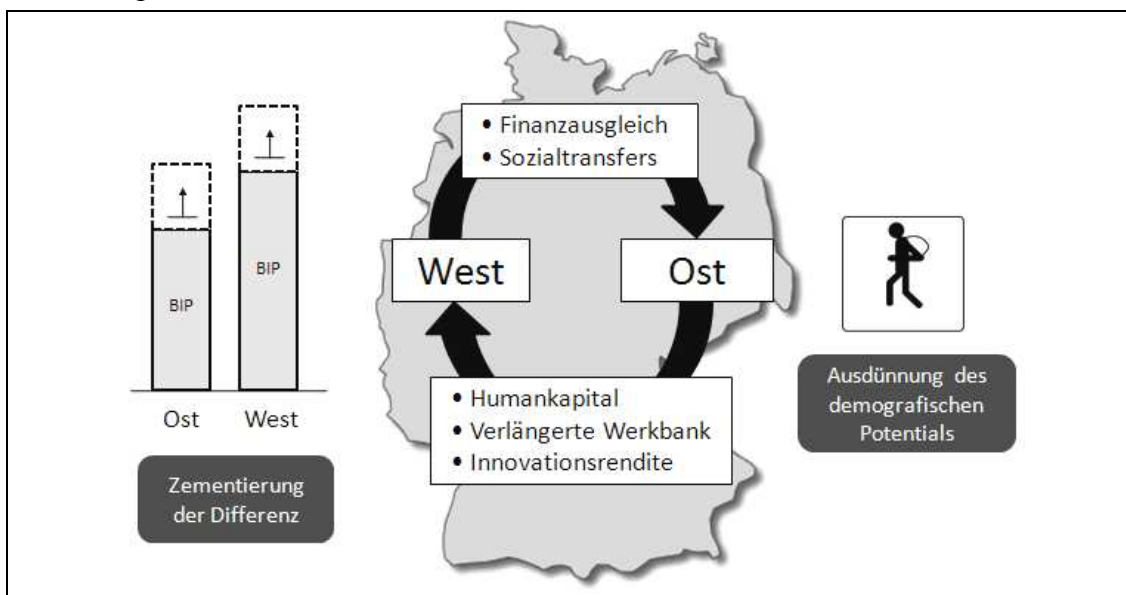 • Finanzausgleich
• Sozialtransfers
West
Ost
BIP
BIP
Ost
West
• Humankapital
• Verlängerte Werkbank
• Innovationsrendite
Zementierung
der Differenz
Ausdünnung des
demografischen
Potentials